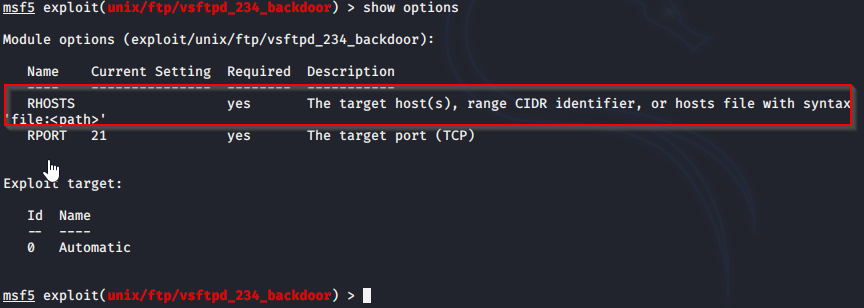 msf5 exploit(unix/ftp/vsftpd_234_backdoor) > show options
Module options (exploit/unix/ftp/vsftpd_234_backdoor):
Name Current Setting Required Description
---- --------------- -------- -----------
RHOSTS yes The target host(s), range CIDR identifier, or hosts file with syntax
'file:<path>'
RPORT 21 yes The target port (TCP)
Exploit target:
Id Name
-- ----
0 Automatic
msf5 exploit(unix/ftp/vsftpd_234_backdoor) >